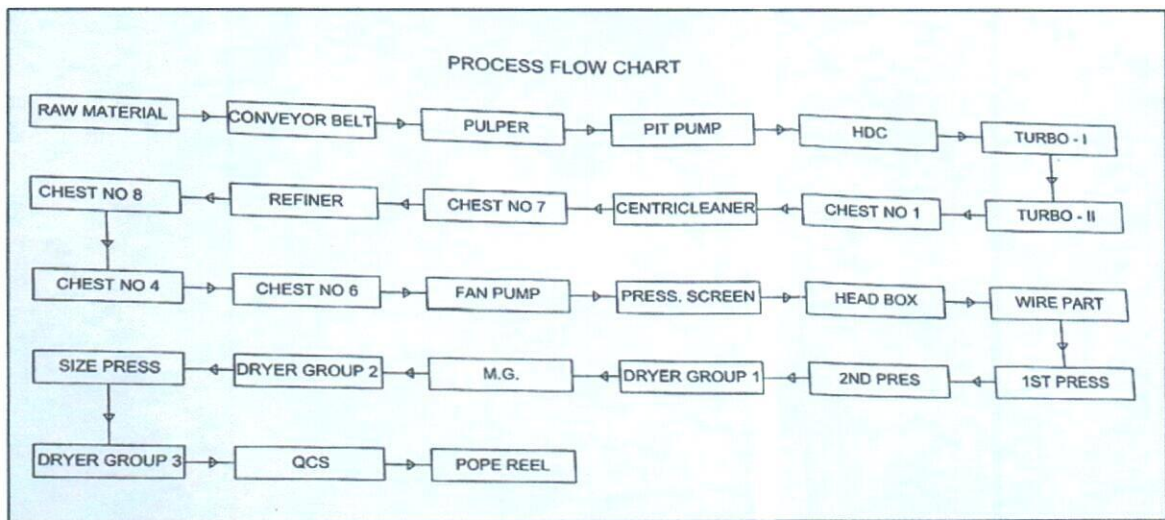 PROCESS FLOW CHART
RAW MATERIAL
CONVEYOR BELT
PULPER
PIT PUMP
HDC
TURBO - I
CHEST NO 8
REFINER
CHEST NO 7
CENTRICLEANER
CHEST NO 1
TURBO - II
CHEST NO 4
CHEST NO 6
FAN PUMP
PRESS. SCREEN
HEAD BOX
WIRE PART
SIZE PRESS
DRYER GROUP 2
M.G.
DRYER GROUP 1
2ND PRES
1ST PRESS
DRYER GROUP 3
QCS
POPE REEL